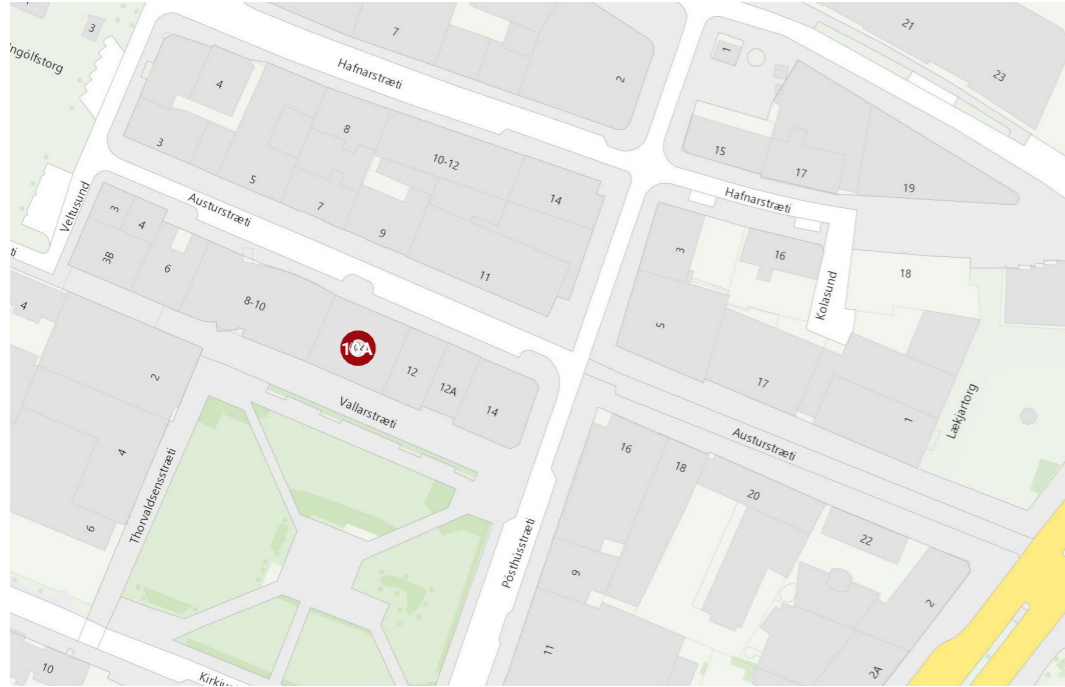 7
21
3
Ingólfstorg
1
Hafnarstræti
2
23
4
8
10-12
3
15
17
14
19
5
Veltusund
Austurstræti
7
Hafnarstræti
3
4
9
3
16
3B
6
11
18
8-10
Kolasund
4
5
10A
12
17
2
12A
14
Vallarstræti
Lækjartorg
1
16
Austurstræti
18
4
20
Thorvaldsensstræti
6
22
Pósthússtræti
9
2
11
10
2A